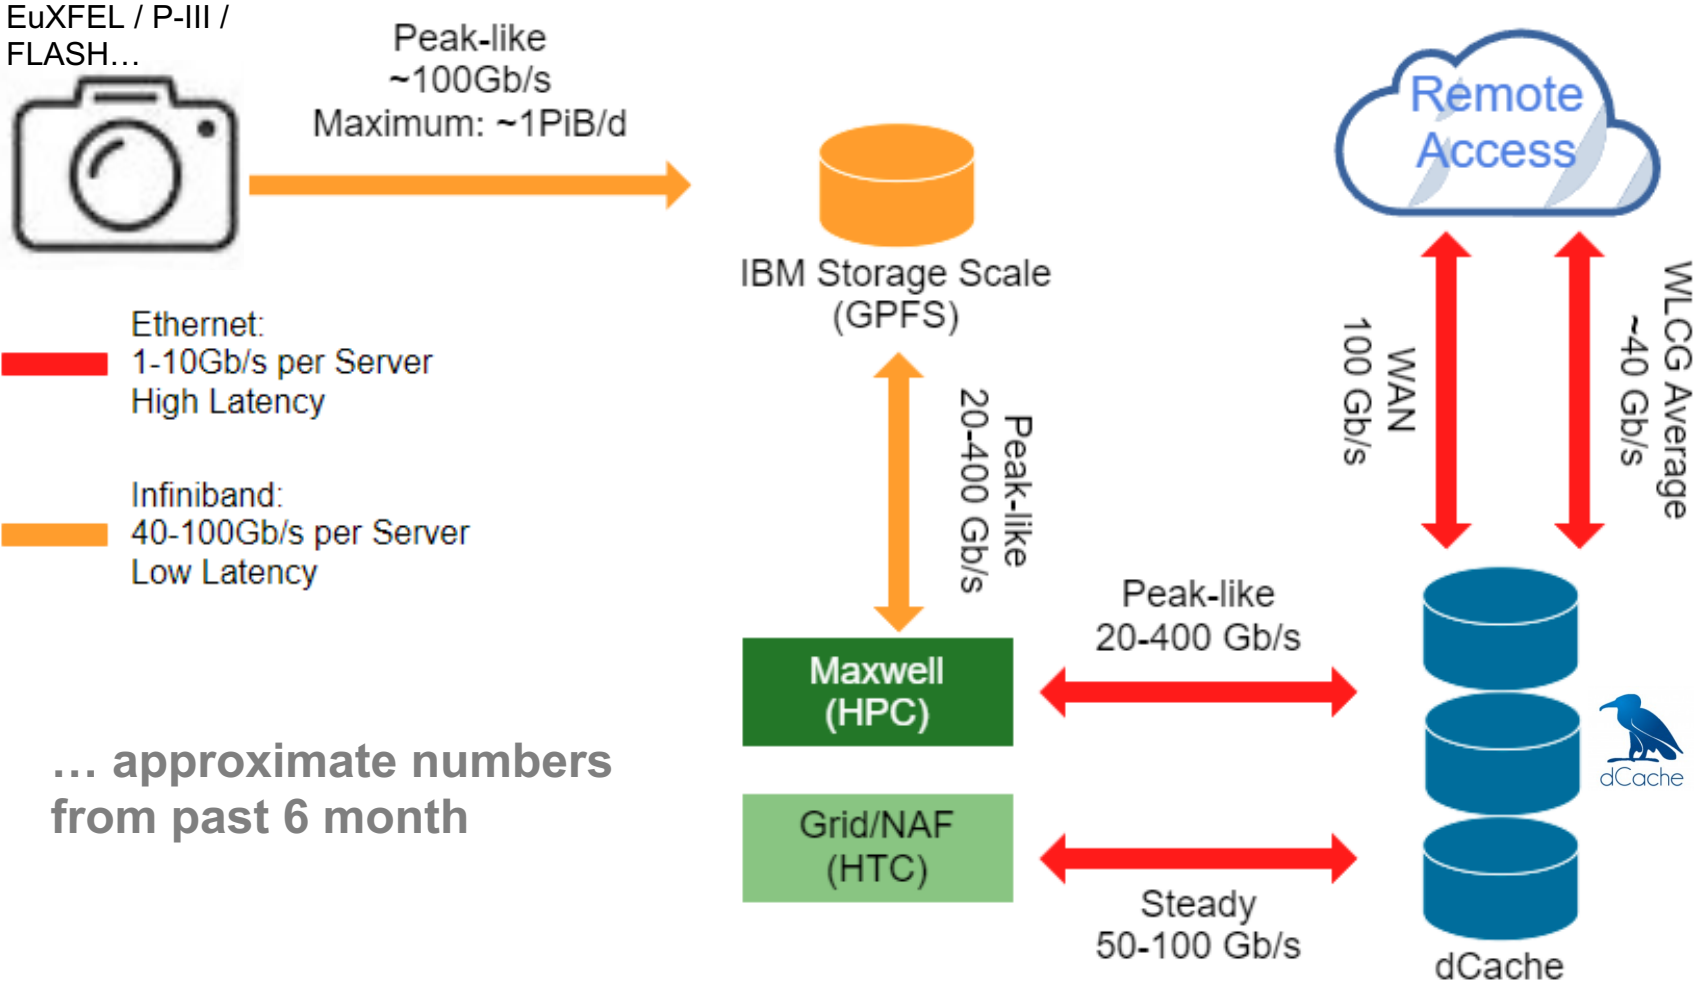 EuXFEL / P-III /
FLASH…
Peak-like
~100Gb/s
Maximum: ~1PiB/d
Remote
Access
IBM Storage Scale
(GPFS)
Ethernet:
1-10Gb/s per Server
High Latency
Infiniband:
40-100Gb/s per Server
Low Latency
Peak-like
20-400 Gb/s
WAN
100 Gb/s
WLCG Average
~40 Gb/s
Peak-like
20-400 Gb/s
Maxwell
(HPC)
… approximate numbers
from past 6 month
Grid/NAF
(HTC)
Steady
50-100 Gb/s
dCache
dCache